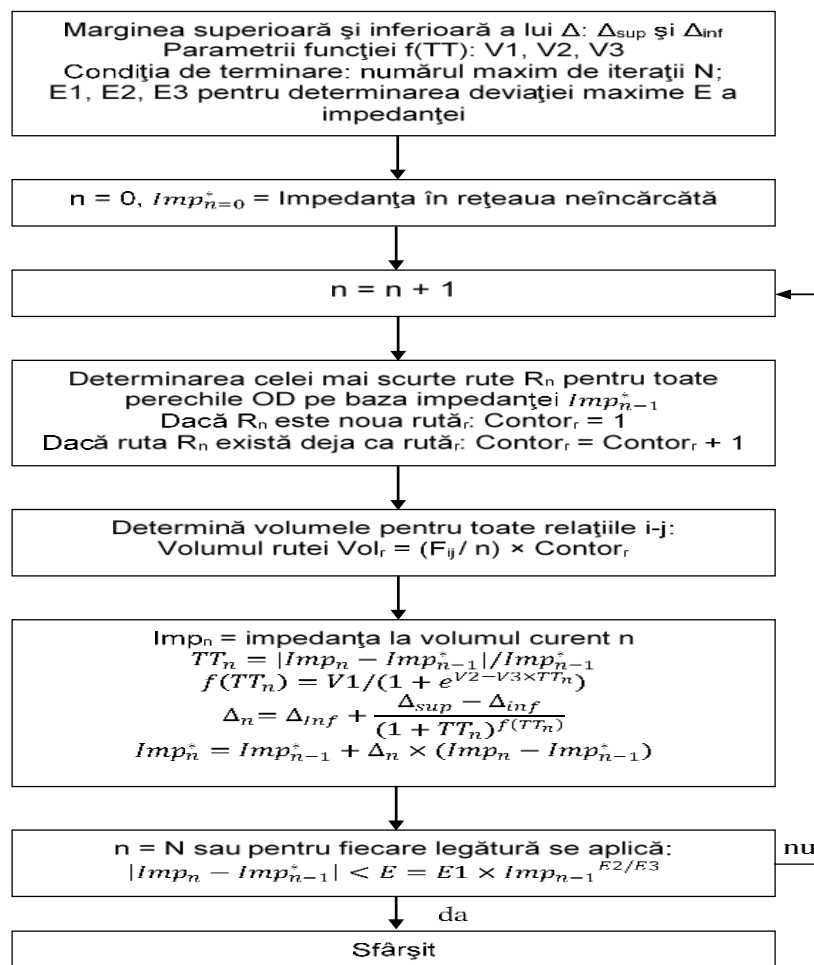 Marginea superioară şi inferioară a lui Δ: Δsup şi Δinf
Parametrii funcţiei f(TT): V1, V2, V3
Condiţia de terminare: numărul maxim de iteraţii N;
E1, E2, E3 pentru determinarea deviaţiei maxime E a
impedanţei
n = 0, Imp*ₙ₌₀ = Impedanţa în reţeaua neîncărcată
n = n + 1
Determinarea celei mai scurte rute Rₙ pentru toate
perechile OD pe baza impedanţei Imp*ₙ₋₁
Dacă Rₙ este noua rutăᵣ: Contorᵣ = 1
Dacă ruta Rₙ există deja ca rutăᵣ: Contorᵣ = Contorᵣ + 1
Determină volumele pentru toate relaţiile i-j:
Volumul rutei Volᵣ = (Fᵢⱼ/ n) × Contorᵣ
Impₙ = impedanţa la volumul curent n
TTₙ = |Impₙ − Imp*ₙ₋₁|/Imp*ₙ₋₁
f(TTₙ) = V1/(1 + e^(V2−V3×TTₙ))
Δₙ = Δ_Inf + (Δ_sup − Δ_inf)/(1 + TTₙ)^f(TTₙ)
Imp*ₙ = Imp*ₙ₋₁ + Δₙ × (Impₙ − Imp*ₙ₋₁)
n = N sau pentru fiecare legătură se aplică:
|Impₙ − Imp*ₙ₋₁| < E = E1 × Impₙ₋₁^(E2/E3)
nu
da
Sfârşit